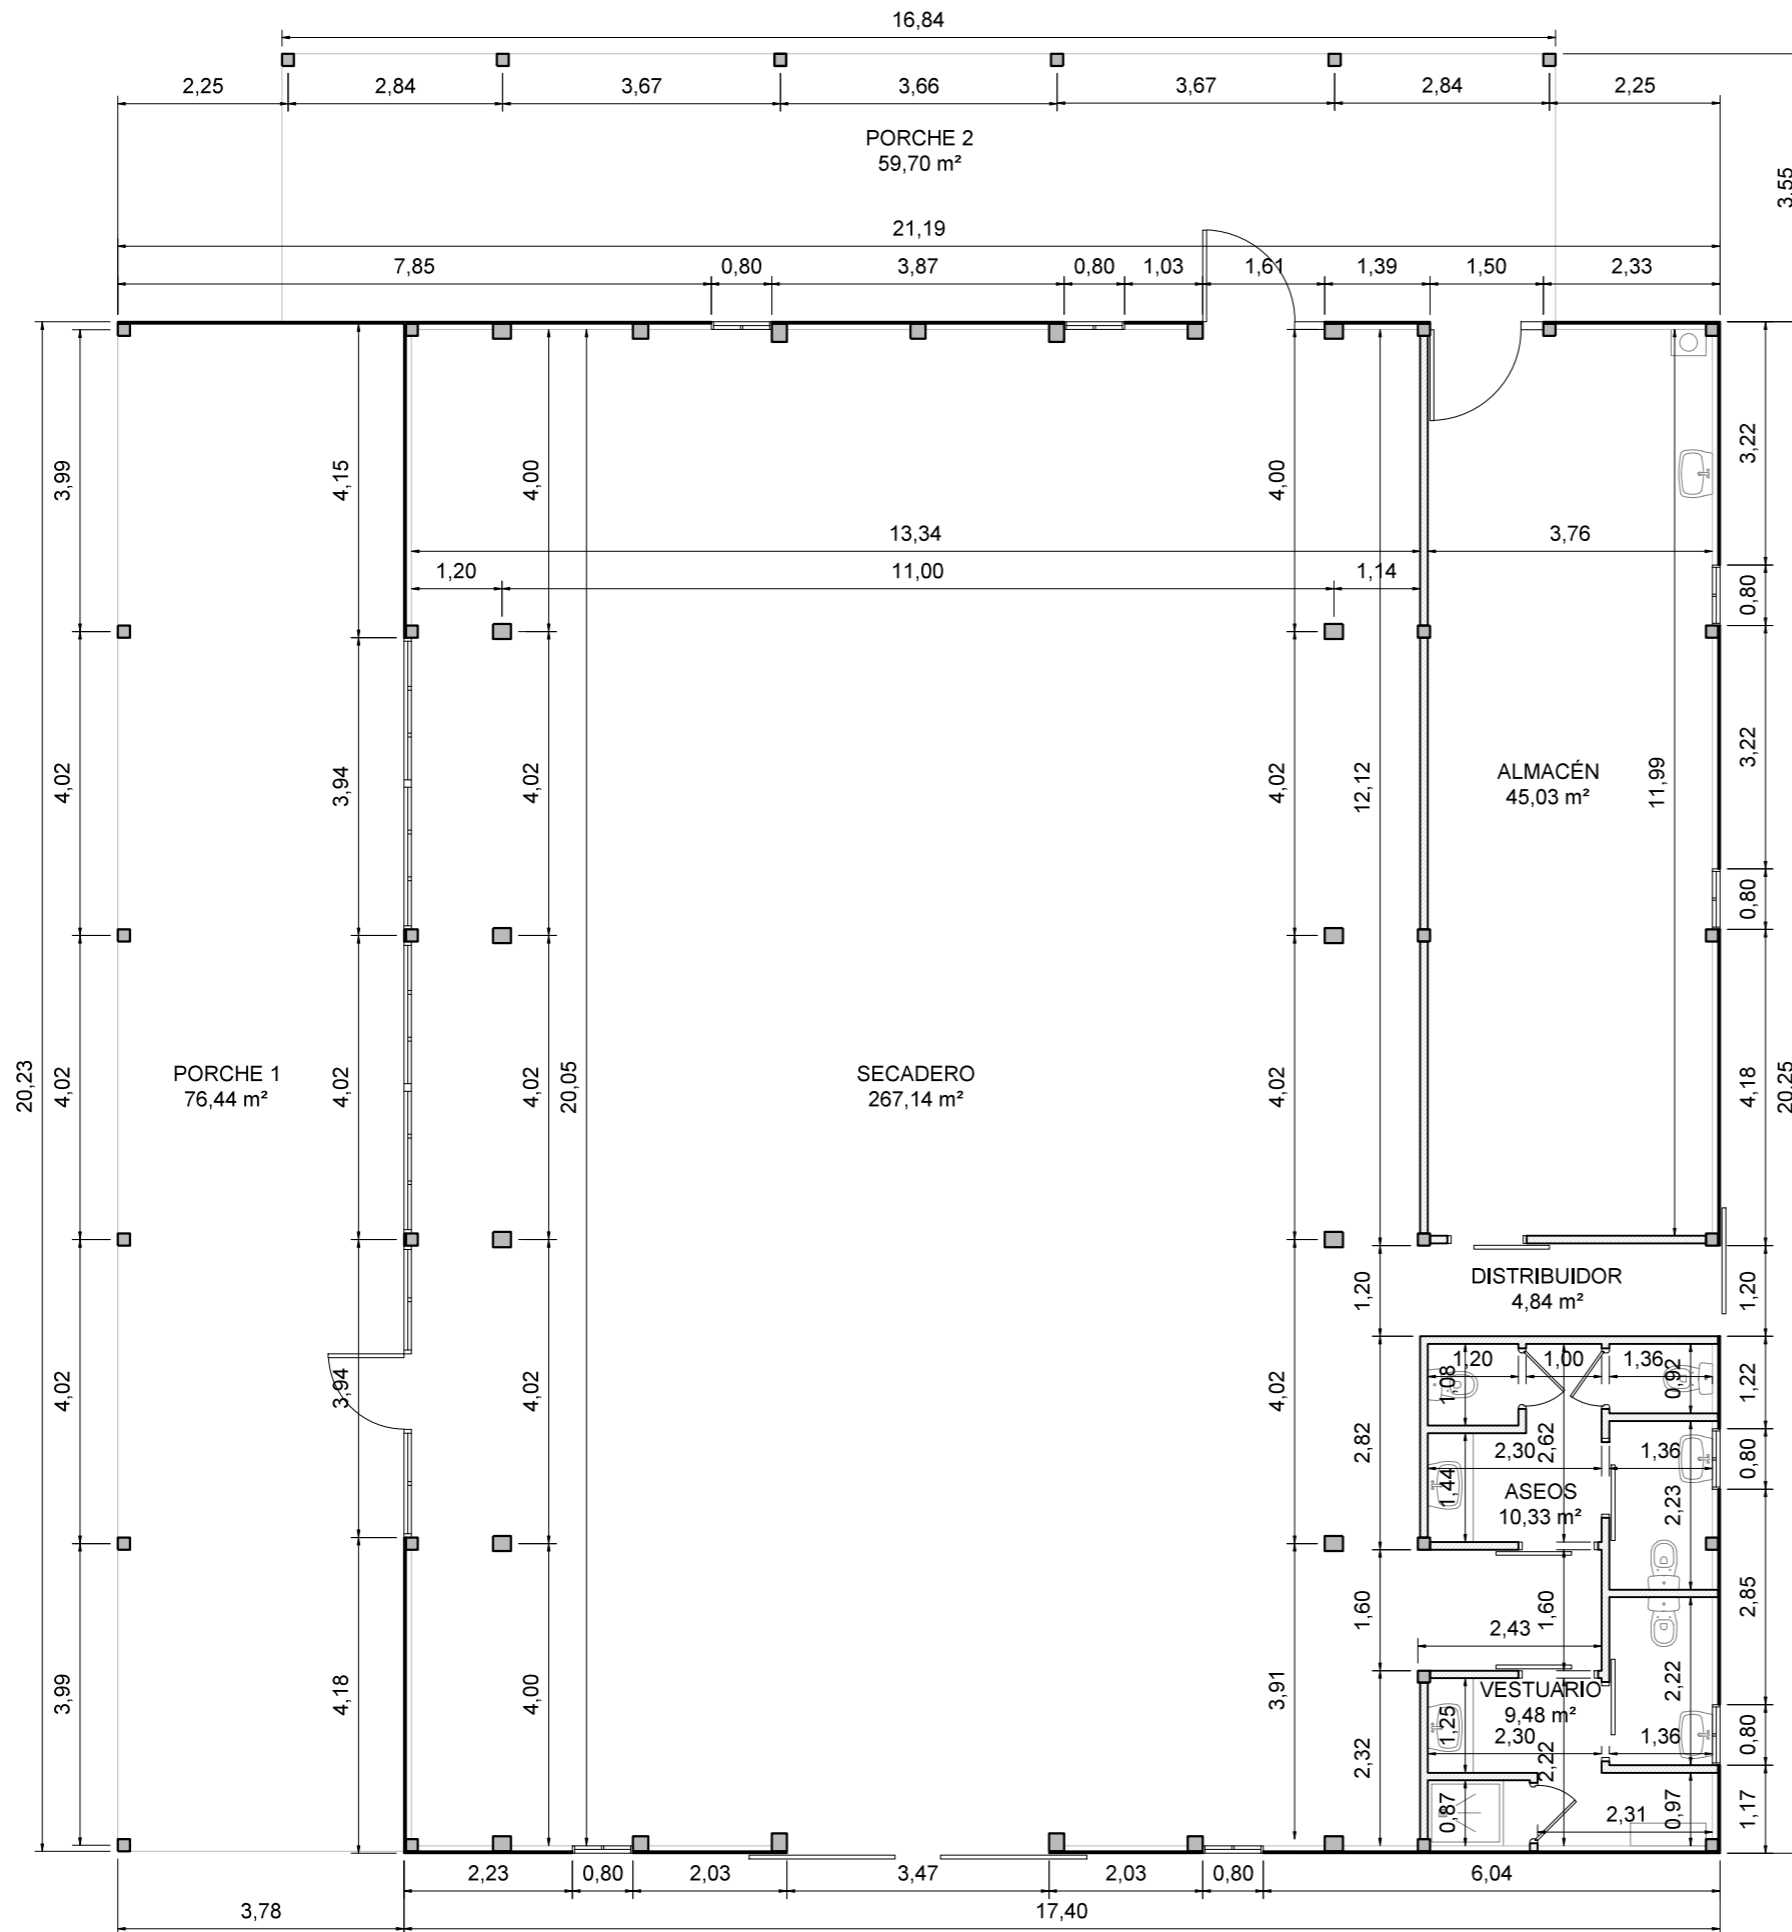 16,84
2,25 2,84 3,67 3,66 3,67 2,84 2,25
PORCHE 2
59,70 m²
3,55
21,19
7,85 0,80 3,87 0,80 1,03 1,61 1,39 1,50 2,33
3,99 4,15 4,00 4,00 3,22
13,34 3,76
1,20 11,00 1,14
0,80
4,02 3,94 4,02 4,02 12,12 11,99 3,22
ALMACÉN
45,03 m²
0,80
20,23 4,02 4,02 4,02 20,05 4,02 4,18 20,25
PORCHE 1
76,44 m²
SECADERO
267,14 m²
DISTRIBUIDOR
4,84 m²
1,20 1,20
4,02 3,94 4,02 4,02
1,20 1,00 1,36
1,08 0,92 1,22
2,82 2,62
2,30 1,36 0,80
1,44 2,23
ASEOS
10,33 m²
1,60 1,60 2,85
2,43
3,99 4,18 4,00 3,91 2,22
VESTUARIO
9,48 m²
1,25 2,30 1,36 0,80
2,32 2,22
0,87 2,31 0,97 1,17
2,23 0,80 2,03 3,47 2,03 0,80 6,04
3,78 17,40